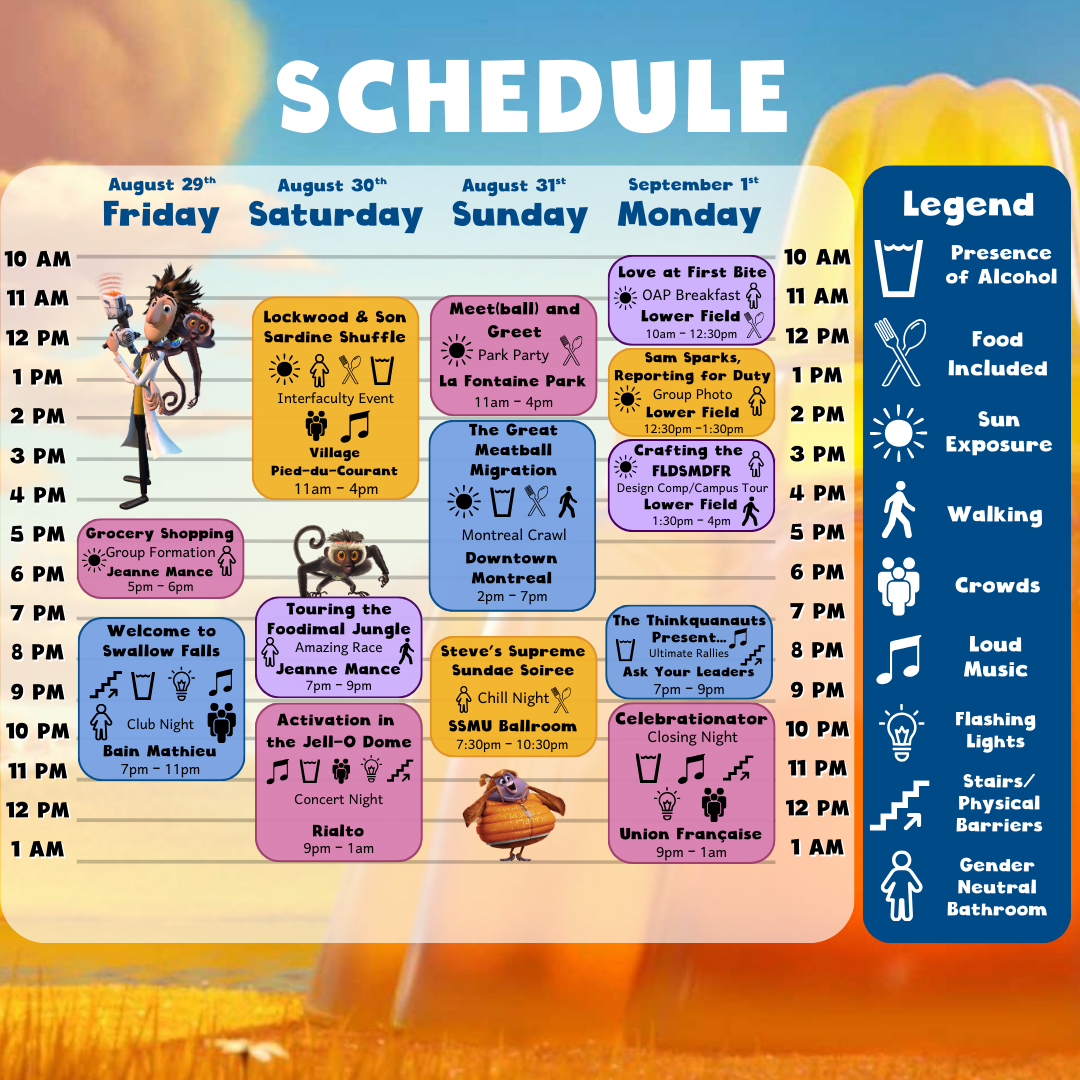 SCHEDULE
August 29th
Friday
August 30th
Saturday
August 31st
Sunday
September 1st
Monday
10 AM
11 AM
12 PM
1 PM
2 PM
3 PM
4 PM
5 PM
6 PM
7 PM
8 PM
9 PM
10 PM
11 PM
12 PM
1 AM
Grocery Shopping
Group Formation
Jeanne Mance
5pm – 6pm
Welcome to
Swallow Falls
Club Night
Bain Mathieu
7pm – 11pm
Lockwood & Son
Sardine Shuffle
Interfaculty Event
Village
Pied-du-Courant
11am – 4pm
Touring the
Foodimal Jungle
Amazing Race
Jeanne Mance
7pm – 9pm
Activation in
the Jell-O Dome
Concert Night
Rialto
9pm – 1am
Meet(ball) and
Greet
Park Party
La Fontaine Park
11am – 4pm
The Great
Meatball
Migration
Montreal Crawl
Downtown
Montreal
2pm – 7pm
Steve's Supreme
Sundae Soiree
Chill Night
SSMU Ballroom
7:30pm – 10:30pm
Love at First Bite
OAP Breakfast
Lower Field
10am – 12:30pm
Sam Sparks,
Reporting for Duty
Group Photo
Lower Field
12:30pm –1:30pm
Crafting the
FLDSMDFR
Design Comp/Campus Tour
Lower Field
1:30pm – 4pm
The Thinkquanauts
Present...
Ultimate Rallies
Ask Your Leaders
7pm – 9pm
Celebrationator
Closing Night
Union Française
9pm – 1am
10 AM
11 AM
12 PM
1 PM
2 PM
3 PM
4 PM
5 PM
6 PM
7 PM
8 PM
9 PM
10 PM
11 PM
12 PM
1 AM
Legend
Presence
of Alcohol
Food
Included
Sun
Exposure
Walking
Crowds
Loud
Music
Flashing
Lights
Stairs/
Physical
Barriers
Gender
Neutral
Bathroom